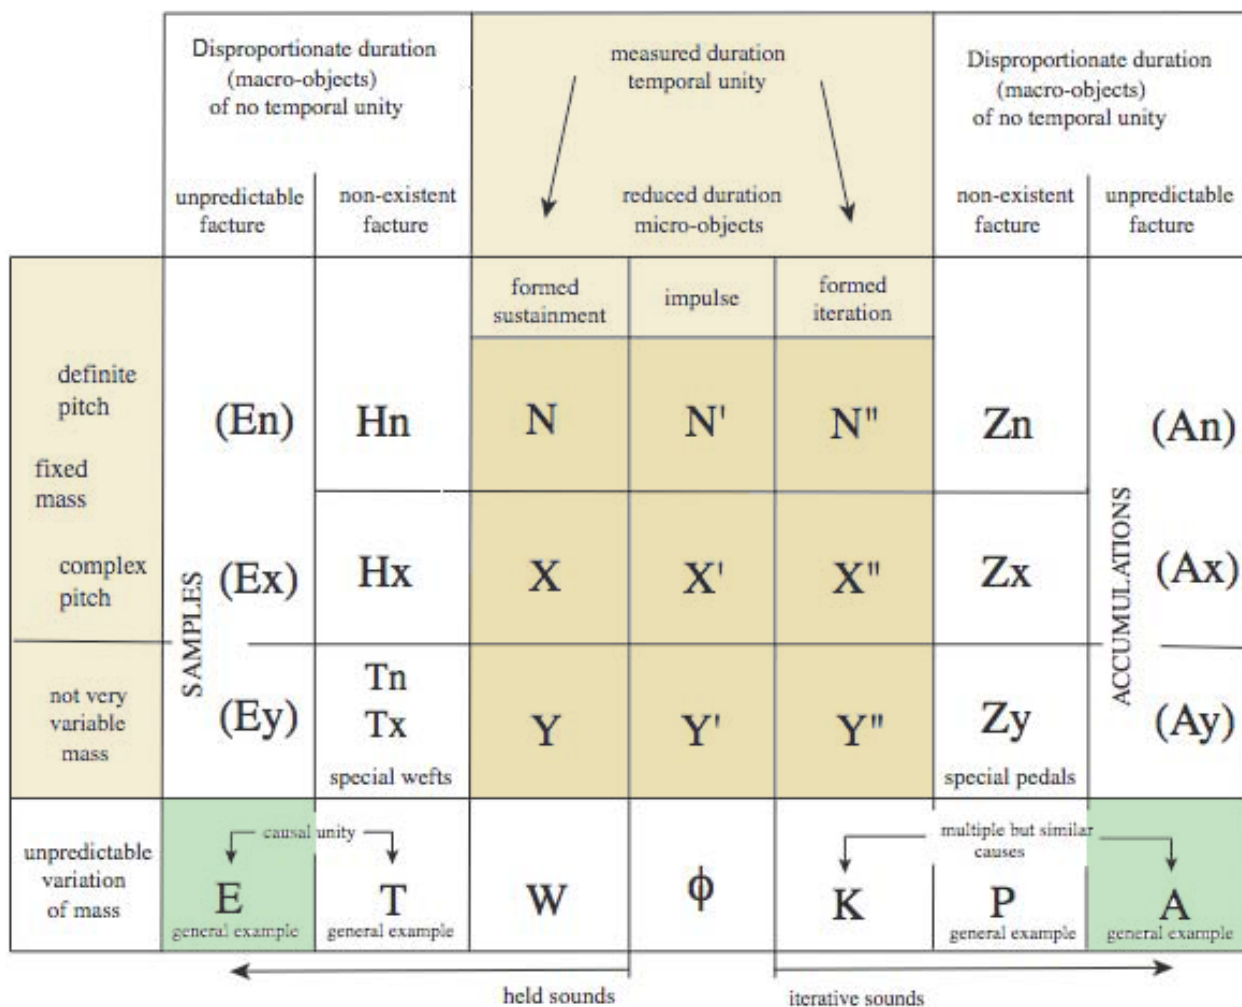 Disproportionate duration
(macro-objects)
of no temporal unity
measured duration
temporal unity
Disproportionate duration
(macro-objects)
of no temporal unity
unpredictable
facture
non-existent
facture
reduced duration
micro-objects
non-existent
facture
unpredictable
facture
formed
sustainment
impulse
formed
iteration
definite
pitch
fixed
mass
complex
pitch
not very
variable
mass
unpredictable
variation
of mass
SAMPLES
(En)
Hn
N
N'
N"
Zn
(An)
(Ex)
Hx
X
X'
X"
Zx
(Ax)
ACCUMULATIONS
(Ey)
Tn
Tx
special wefts
Y
Y'
Y"
Zy
special pedals
(Ay)
causal unity
E
general example
T
general example
W
ϕ
multiple but similar
causes
K
P
general example
A
general example
held sounds
iterative sounds